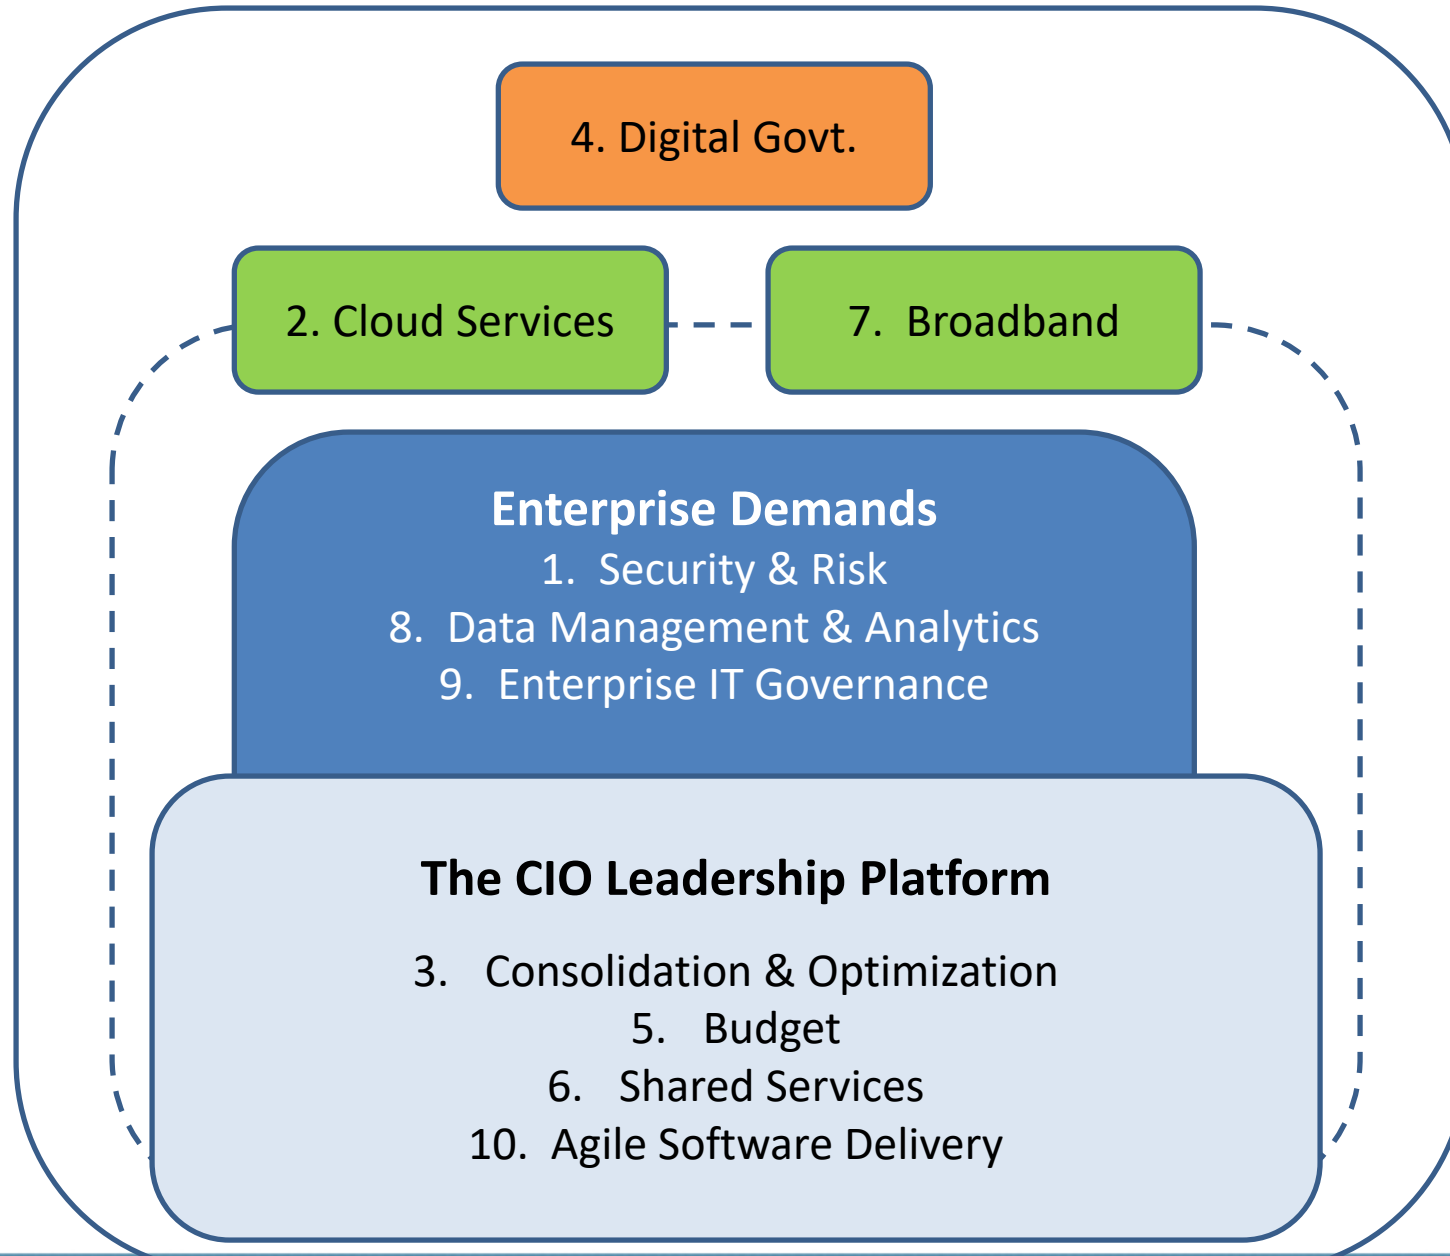 4. Digital Govt.
2. Cloud Services
7. Broadband
Enterprise Demands
1. Security & Risk
8. Data Management & Analytics
9. Enterprise IT Governance
The CIO Leadership Platform
3. Consolidation & Optimization
5. Budget
6. Shared Services
10. Agile Software Delivery